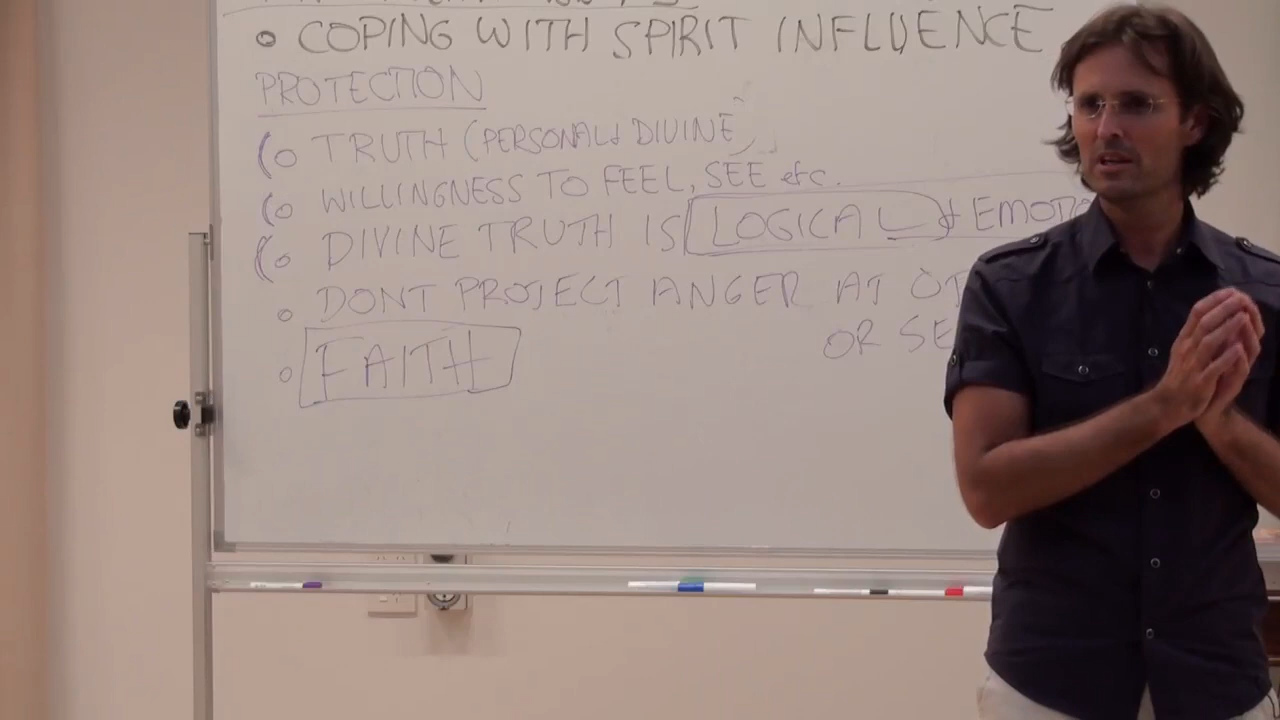 • COPING WITH SPIRIT INFLUENCE
PROTECTION
TRUTH (PERSONAL & DIVINE)
WILLINGNESS TO FEEL, SEE etc.
DIVINE TRUTH IS LOGICAL & EMOTIO
DONT PROJECT ANGER AT OT
OR SE
FAITH